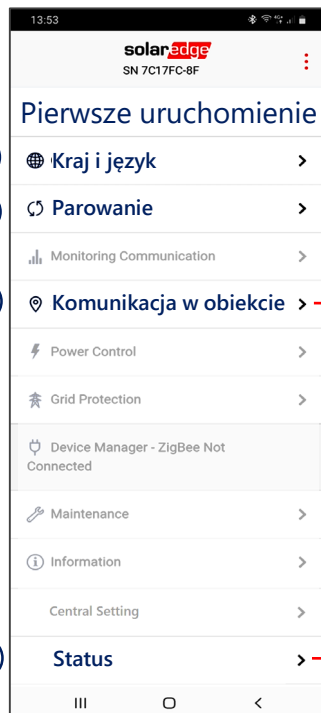 13:53
solaredge
SN 7C17FC-8F
Pierwsze uruchomienie
Kraj i język
Parowanie
Monitoring Communication
Komunikacja w obiekcie
Power Control
Grid Protection
Device Manager - ZigBee Not
Connected
Maintenance
Information
Central Setting
Status